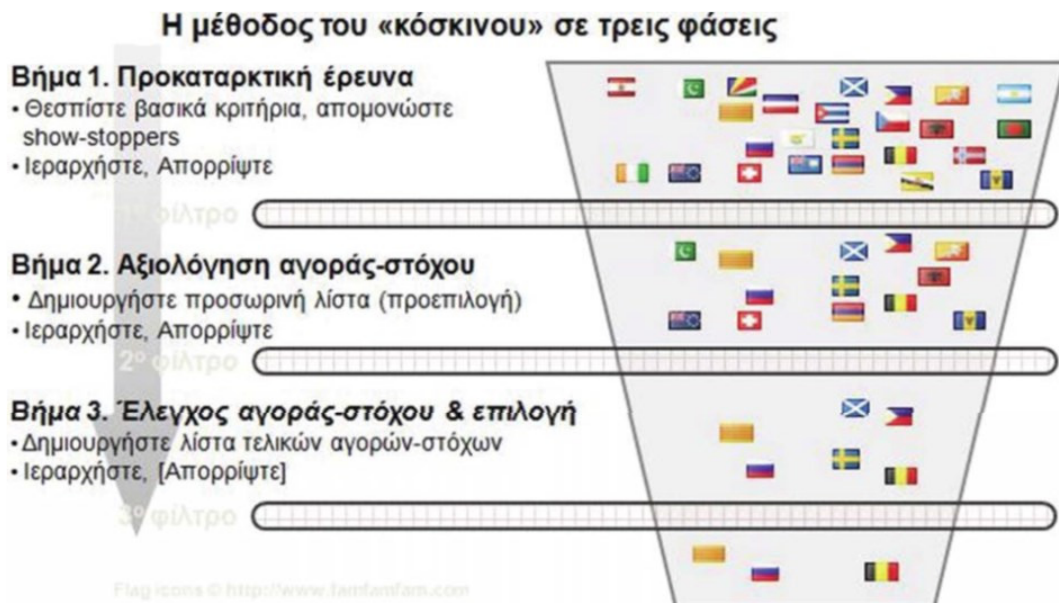 Η μέθοδος του «κόσκινου» σε τρεις φάσεις
Βήμα 1. Προκαταρκτική έρευνα
• Θεσπίστε βασικά κριτήρια, απομονώστε
show-stoppers
• Ιεραρχήστε, Απορρίψτε
φίλτρο
Βήμα 2. Αξιολόγηση αγοράς-στόχου
• Δημιουργήστε προσωρινή λίστα (προεπιλογή)
• Ιεραρχήστε, Απορρίψτε
2ο φίλτρο
Βήμα 3. Έλεγχος αγοράς-στόχου & επιλογή
• Δημιουργήστε λίστα τελικών αγορών-στόχων
• Ιεραρχήστε, [Απορρίψτε]
3ο φίλτρο
Flag icons © http://www.famfamfam.com